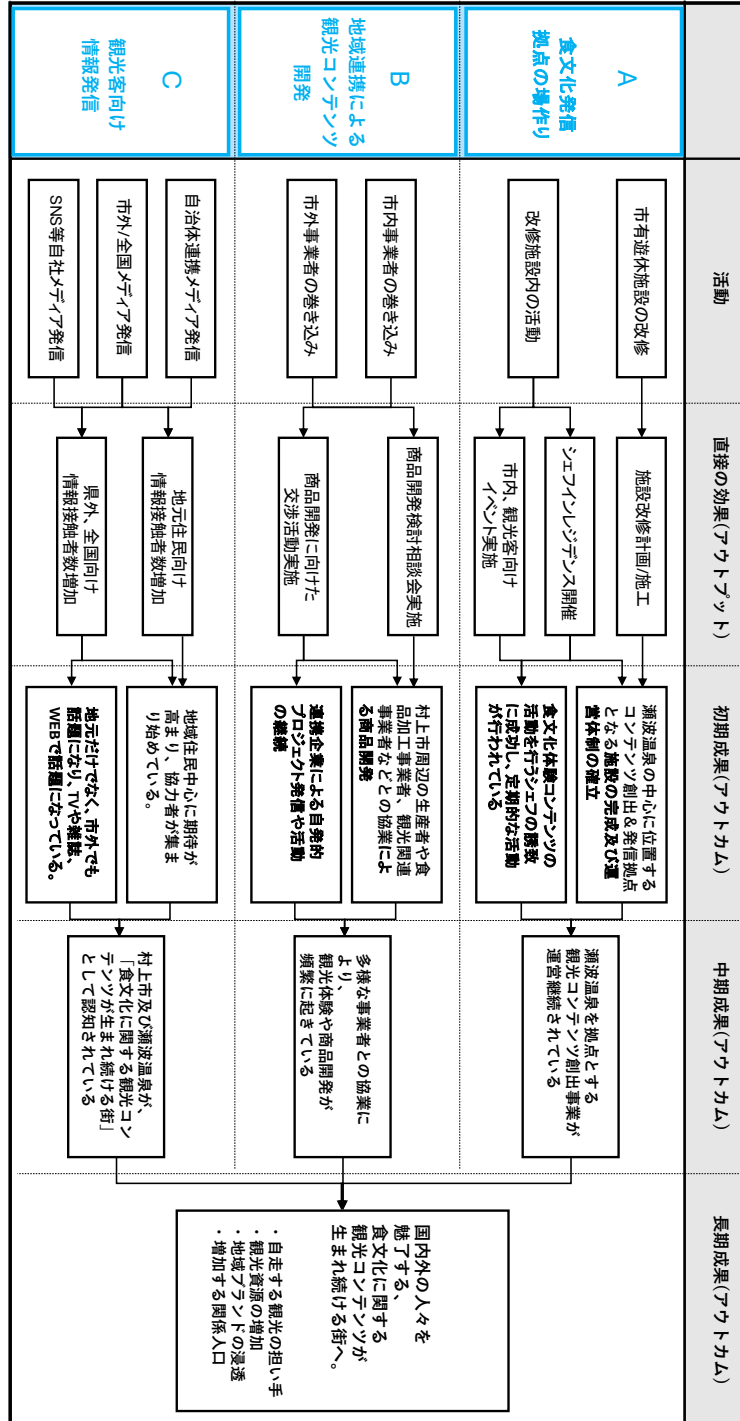 活動
直接の効果(アウトプット)
初期成果(アウトカム)
中期成果(アウトカム)
長期成果(アウトカム)
A
食文化発信
拠点の場作り
市有遊休施設の改修
改修施設内の活動
施設改修計画/施工
シェフインレジデンス開催
市内、観光客向け
イベント実施
瀬波温泉の中心に位置する
コンテンツ創出&発信拠点
となる施設の完成及び運
営体制の確立
食文化体験コンテンツの
活動を行うシェフの誘致
に成功し、定期的な活動
が行われている
瀬波温泉を拠点とする
観光コンテンツ創出事業が
運営継続されている
B
地域連携による
観光コンテンツ
開発
市内事業者の巻き込み
市外事業者の巻き込み
商品開発検討相談会実施
商品開発に向けた
交渉活動実施
村上市周辺の生産者や食
品加工事業者、観光関連
事業者などとの協業によ
る商品開発
連携企業による自発的
プロジェクト発信や活動
の継続
多様な事業者との協業に
より、
観光体験や商品開発が
頻繁に起きている
C
観光客向け
情報発信
自治体連携メディア発信
市外/全国メディア発信
SNS等自社メディア発信
地元住民向け
情報接触者数増加
県外、全国向け
情報接触者数増加
地域住民中心に期待が
高まり、協力者が集ま
り始めている。
地元だけでなく、市外でも
話題になり、TVや雑誌、
WEBで話題になっている。
村上市及び瀬波温泉が、
「食文化に関する観光コン
テンツが生まれ続ける街」
として認知されている
国内外の人々を
魅了する、
食文化に関する
観光コンテンツが
生まれ続ける街へ。
・自走する観光の担い手
・観光資源の増加
・地域ブランドの浸透
・増加する関係人口